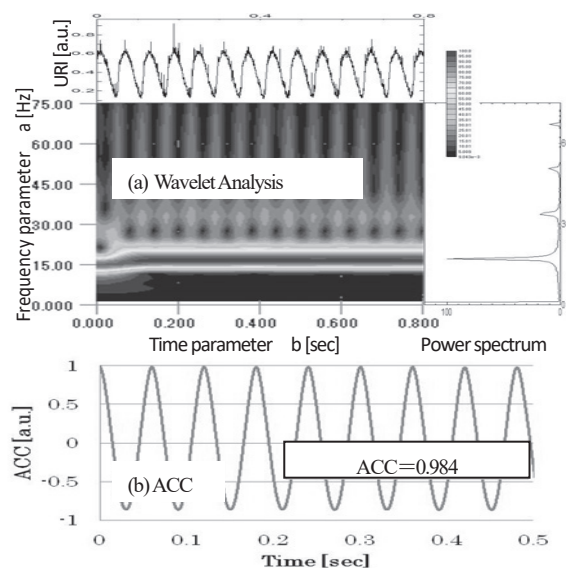 0 0.4 0.8
URI [a.u.]
0.8
0.6
0.4
0.2
Frequency parameter a [Hz]
75.00
60.00
45.00
30.00
15.00
0.000
(a) Wavelet Analysis
0.000 0.200 0.400 0.600 0.800
100 0
Time parameter b [sec] Power spectrum
ACC [a.u.]
1
0.5
0
-0.5
-1
ACC=0.984
(b) ACC
0 0.1 0.2 0.3 0.4 0.5
Time [sec]